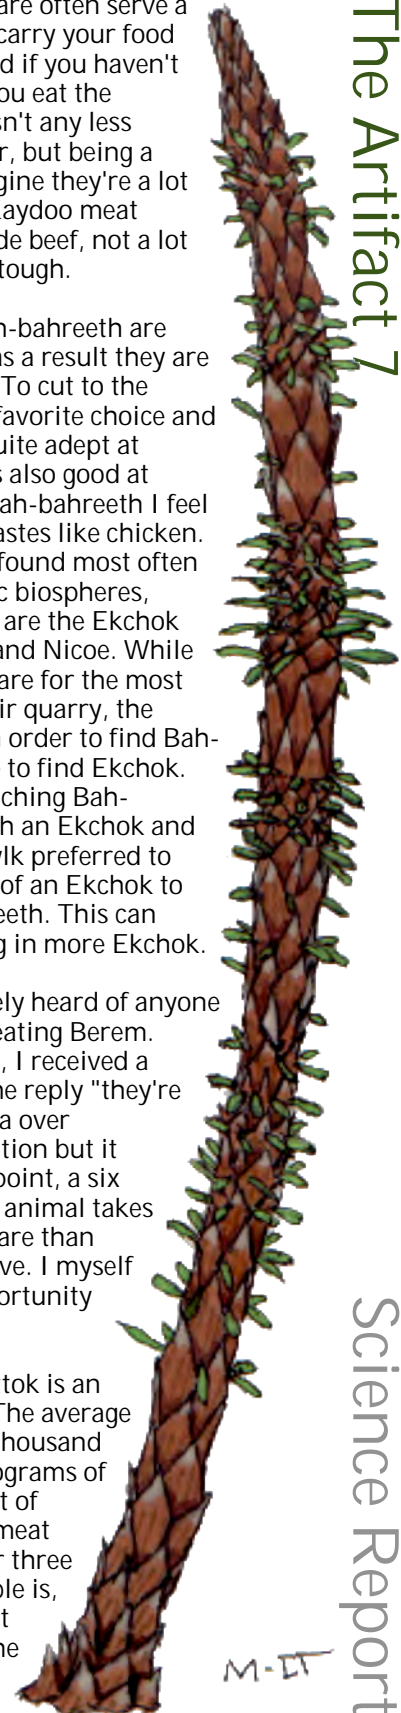 are often serve a
carry your food
d if you haven't
ou eat the
sn't any less
r, but being a
gine they're a lot
aydoo meat
de beef, not a lot
tough.
h-bahreeth are
as a result they are
To cut to the
favorite choice and
uite adept at
s also good at
ah-bahreeth I feel
astes like chicken.
found most often
c biospheres,
are the Ekchok
and Nicoe. While
are for the most
ir quarry, the
order to find Bah-
to find Ekchok.
ching Bah-
h an Ekchok and
lk preferred to
of an Ekchok to
eeth. This can
g in more Ekchok.
ely heard of anyone
eating Berem.
, I received a
ne reply "they're
a over
tion but it
point, a six
animal takes
are than
ve. I myself
ortunity
tok is an
The average
housand
ograms of
t of
meat
r three
ole is,
t
ne
The Artifact 7
Science Report